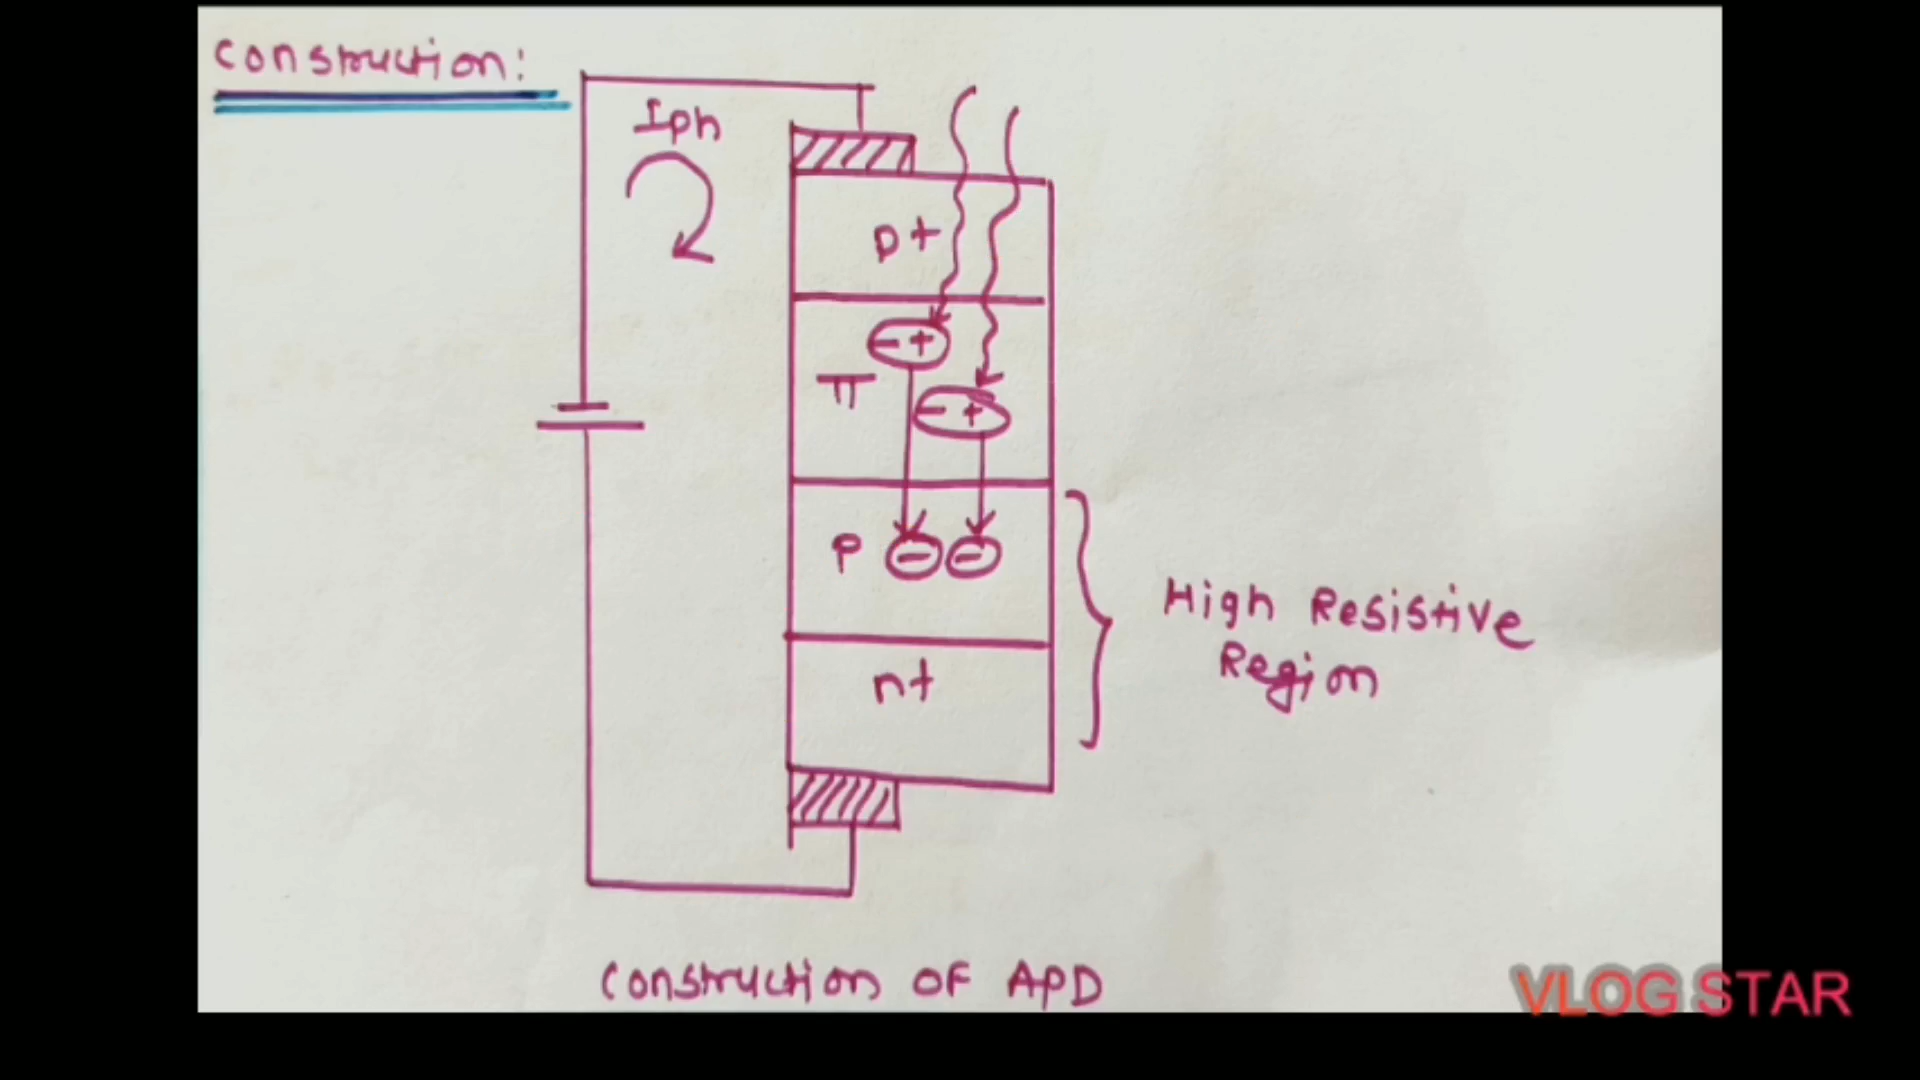 Construction:
Iph
p+
- +
π
- +
p - -
High Resistive
Region
n+
Construction OF APD
VLOG STAR